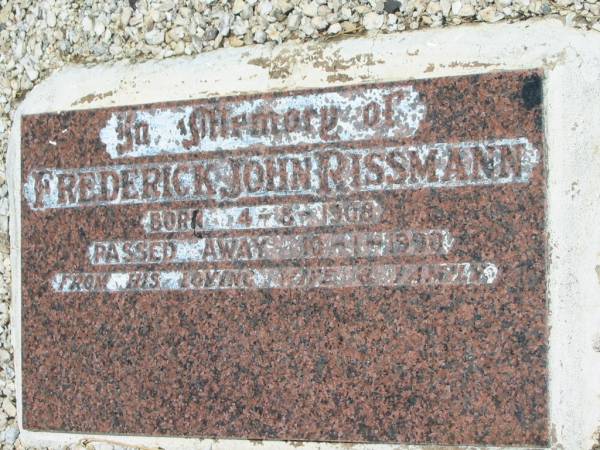 In Memory of
FREDERICK JOHN RISSMANN
BORN 4-8-1908
PASSED AWAY
FROM HIS LOVING